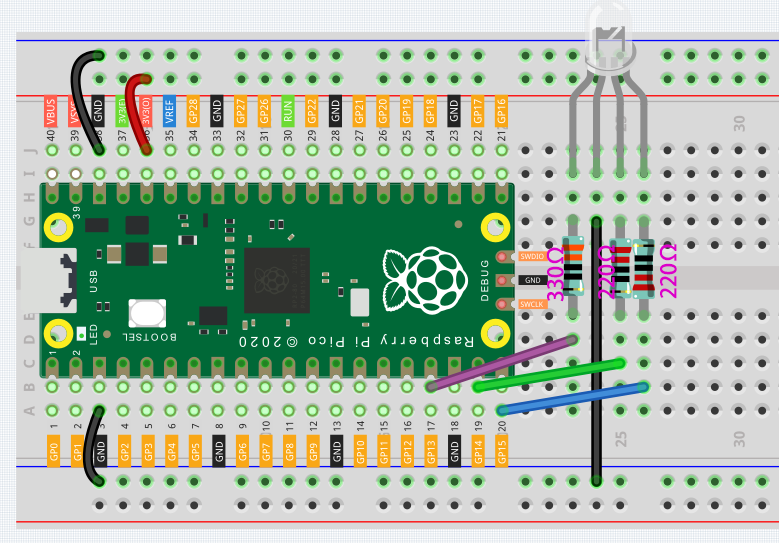 VBUS VSYS GND 3V3(E) 3V3(O) VREF GP28 GND GP27 GP26 RUN GP22 GND GP21 GP20 GP19 GP18 GND GP17 GP16
40 39 38 37 36 35 34 33 32 31 30 29 28 27 26 25 24 23 22 21 25 30
J
I
H
G
F
39
USB
DEBUG
SWDIO
GND
SWCLK
330Ω
220Ω
220Ω
LED
BOOTSEL
Raspberry Pi Pico © 2020
1
2
E
D
C
B
A
1 2 3 4 5 6 7 8 9 10 11 12 13 14 15 16 17 18 19 20 25 30
GP0 GP1 GND GP2 GP3 GP4 GP5 GND GP6 GP7 GP8 GP9 GND GP10 GP11 GP12 GP13 GND GP14 GP15